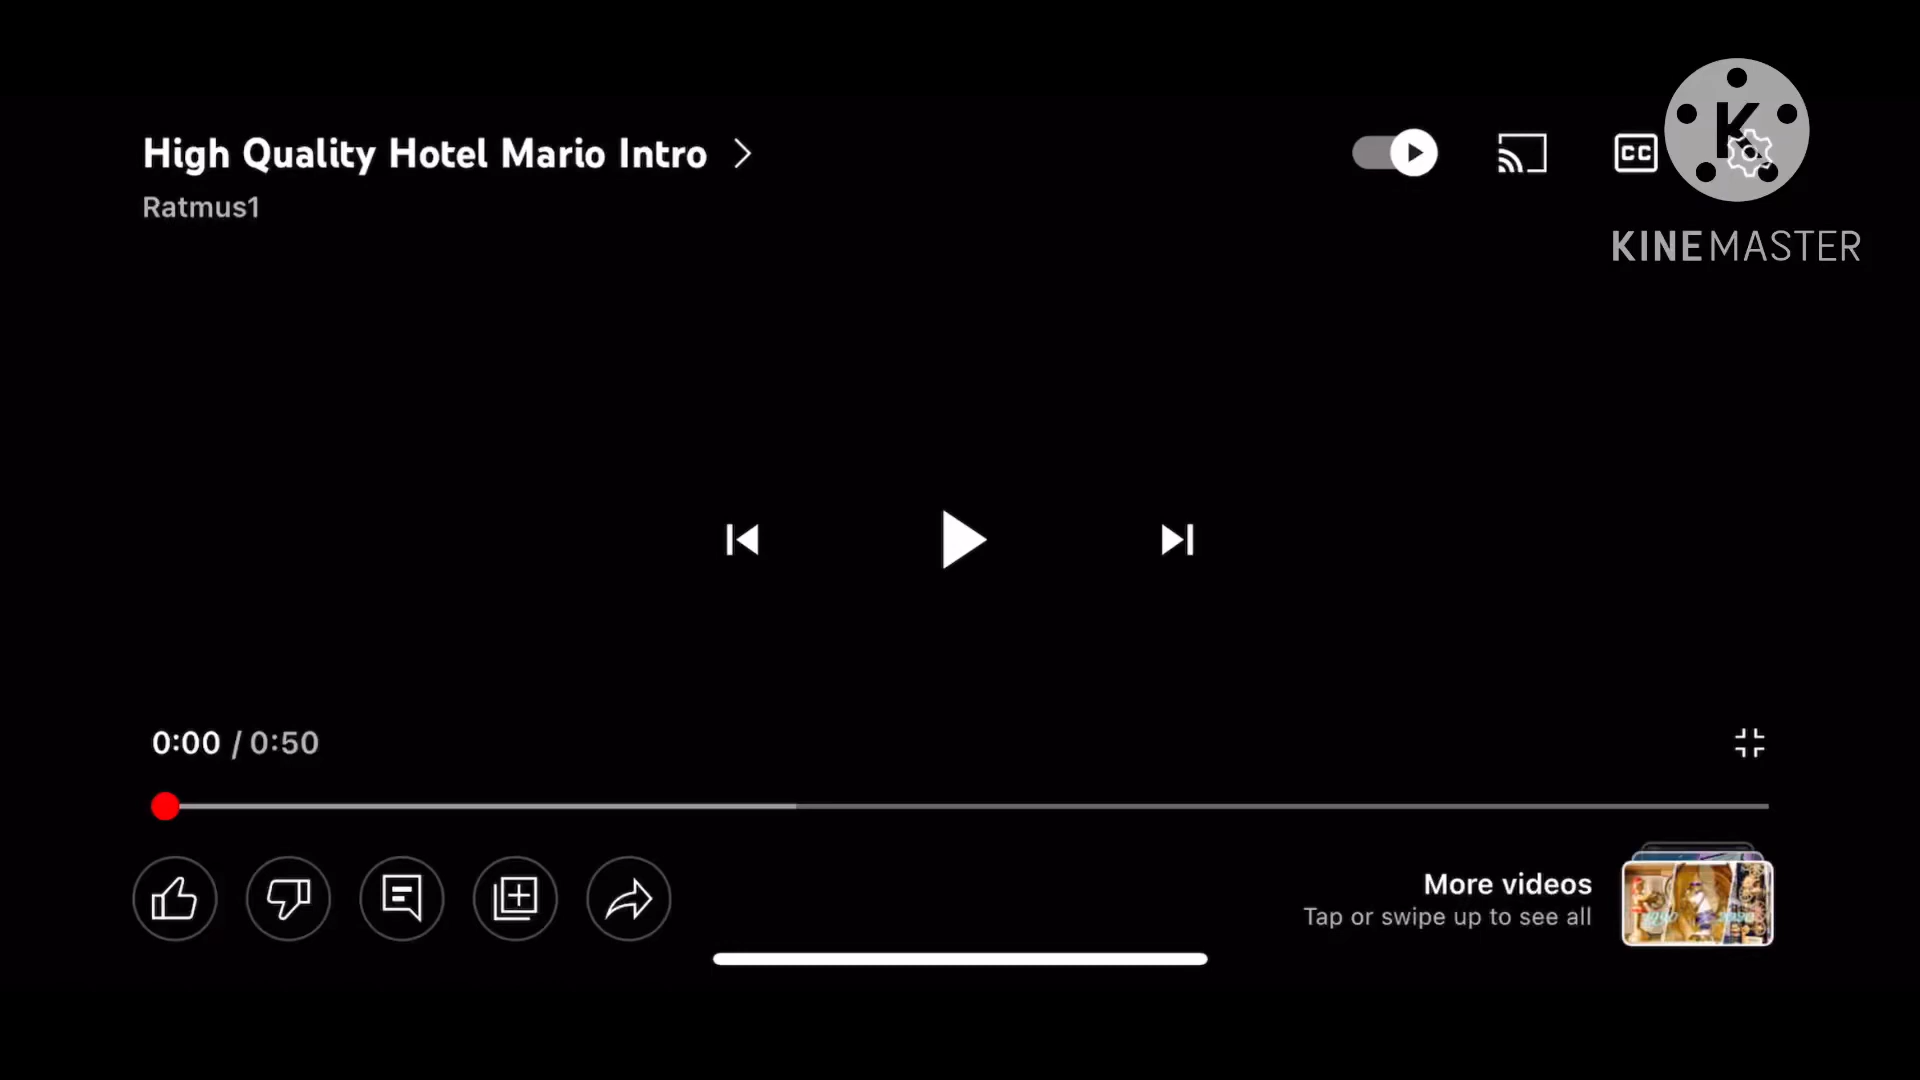 High Quality Hotel Mario Intro
Ratmus1
CC
K
KINEMASTER
0:00 / 0:50
More videos
Tap or swipe up to see all